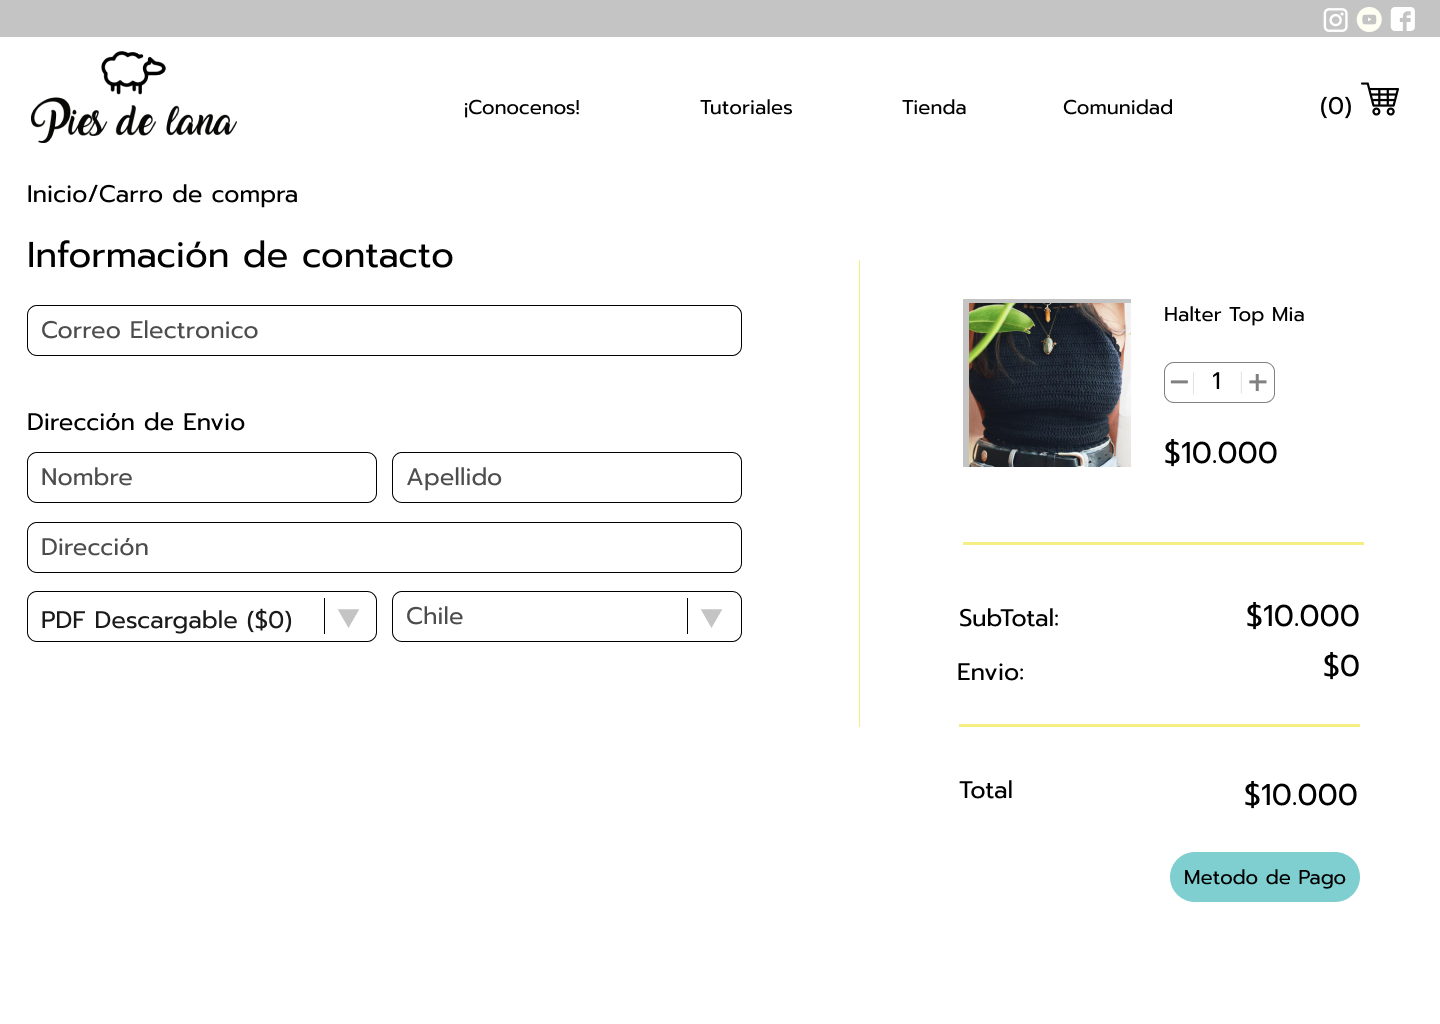 Pies de lana
¡Conocenos!
Tutoriales
Tienda
Comunidad
(0)
Inicio/Carro de compra
Información de contacto
Correo Electronico
Dirección de Envio
Nombre
Apellido
Dirección
PDF Descargable ($0)
Chile
Halter Top Mia
1
$10.000
SubTotal: $10.000
Envio: $0
Total $10.000
Metodo de Pago